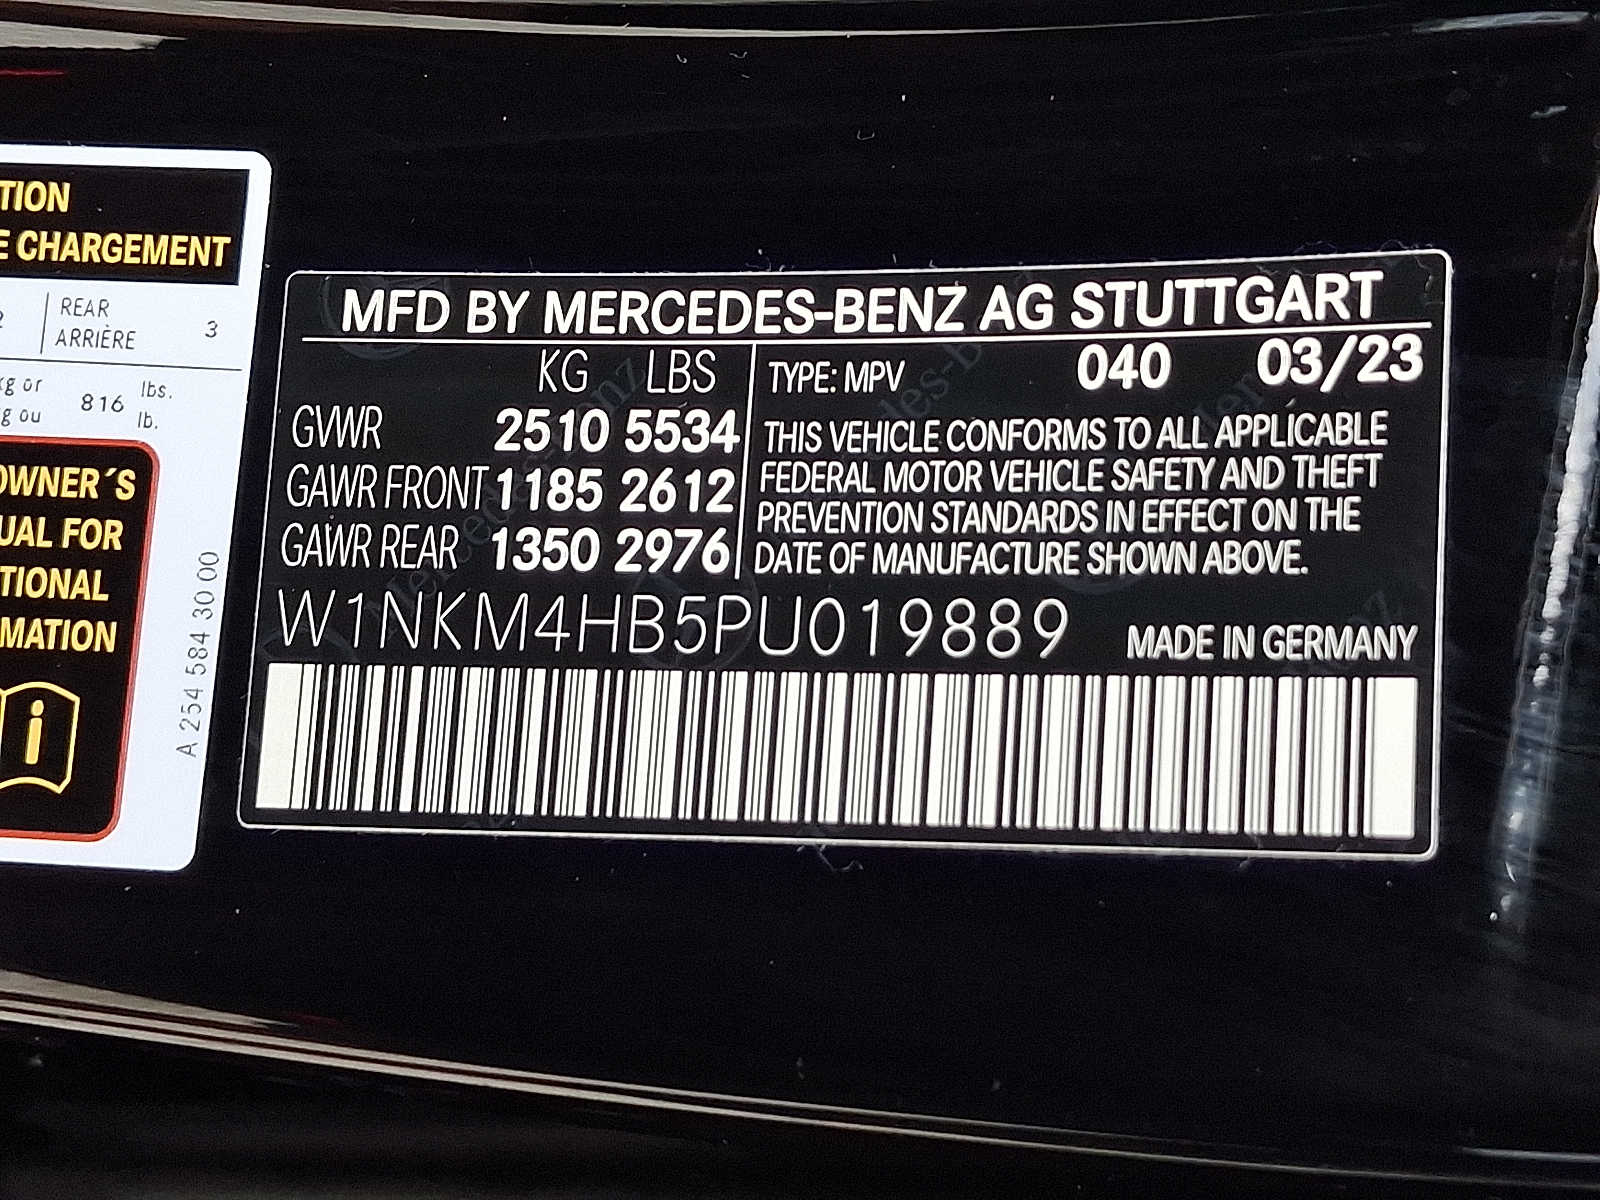 TION
E CHARGEMENT
REAR
ARRIÈRE 3
kg or
g ou 816 lbs.
lb.
OWNER´S
UAL FOR
TIONAL
MATION
A 254 584 30 00
MFD BY MERCEDES-BENZ AG STUTTGART
KG LBS
GVWR 2510 5534
GAWR FRONT 1185 2612
GAWR REAR 1350 2976
TYPE: MPV 040 03/23
THIS VEHICLE CONFORMS TO ALL APPLICABLE
FEDERAL MOTOR VEHICLE SAFETY AND THEFT
PREVENTION STANDARDS IN EFFECT ON THE
DATE OF MANUFACTURE SHOWN ABOVE.
W1NKM4HB5PU019889 MADE IN GERMANY